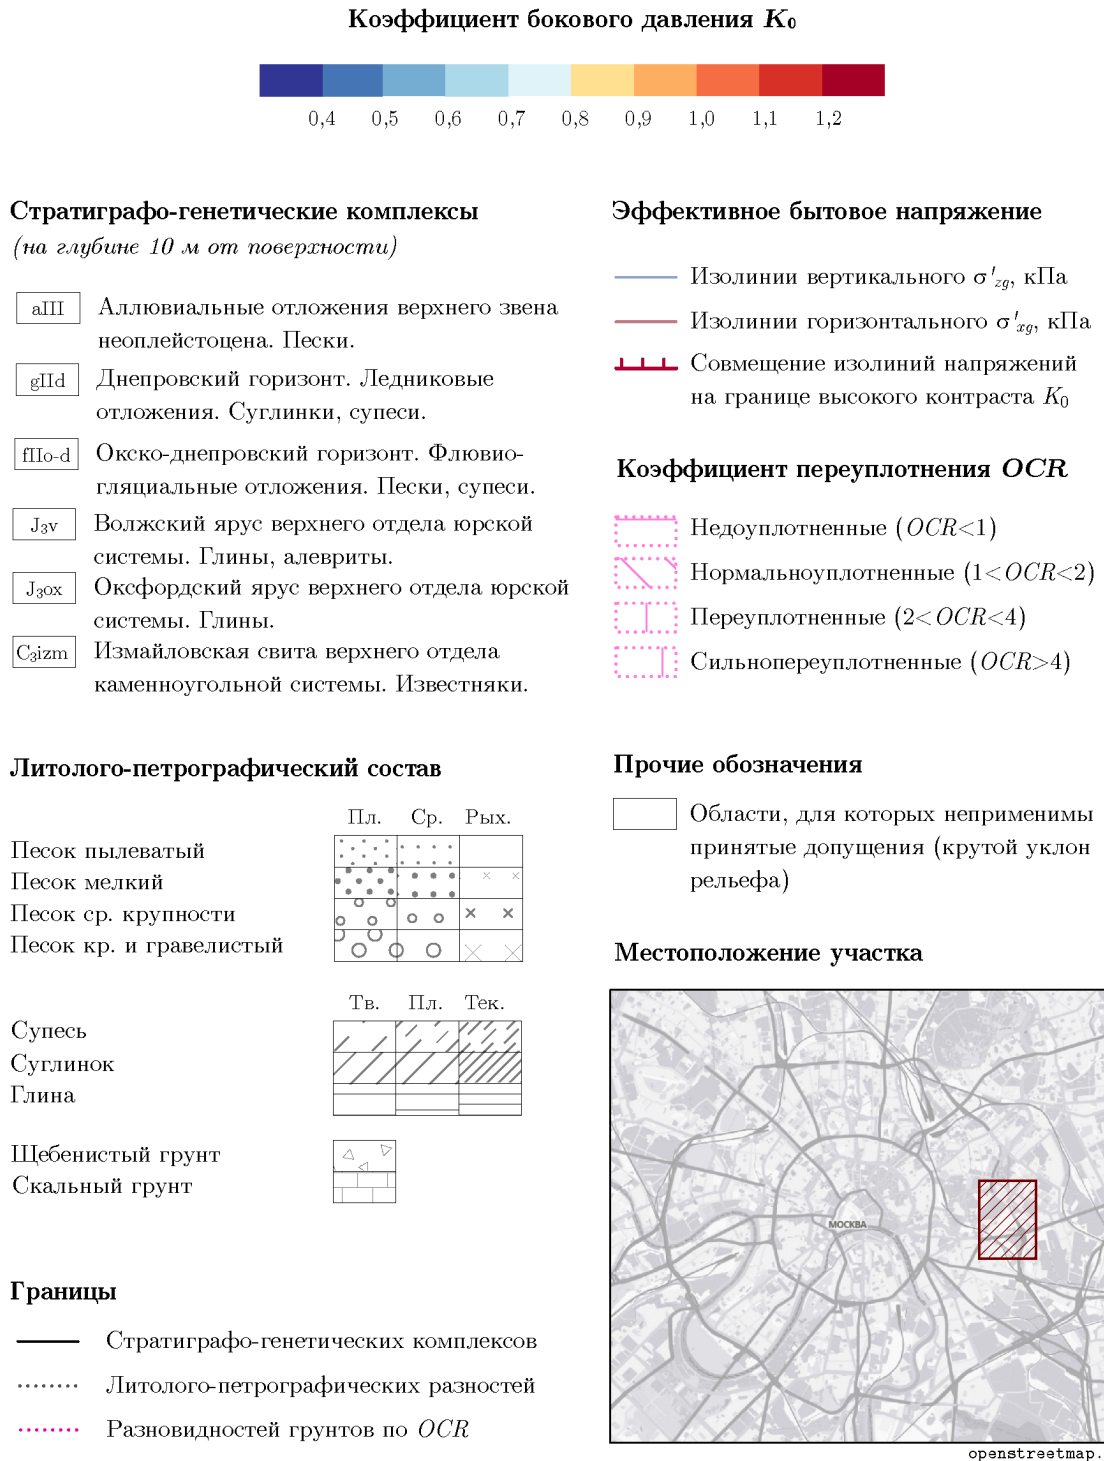 Коэффициент бокового давления K₀
0,4 0,5 0,6 0,7 0,8 0,9 1,0 1,1 1,2
Стратиграфо-генетические комплексы
(на глубине 10 м от поверхности)
aIII Аллювиальные отложения верхнего звена
неоплейстоцена. Пески.
gIId Днепровский горизонт. Ледниковые
отложения. Суглинки, супеси.
fIIo-d Окско-днепровский горизонт. Флювио-
гляциальные отложения. Пески, супеси.
J₃v Волжский ярус верхнего отдела юрской
системы. Глины, алевриты.
J₃ox Оксфордский ярус верхнего отдела юрской
системы. Глины.
C₃izm Измайловская свита верхнего отдела
каменноугольной системы. Известняки.
Литолого-петрографический состав
Пл. Ср. Рых.
Песок пылеватый
Песок мелкий
Песок ср. крупности
Песок кр. и гравелистый
Тв. Пл. Тек.
Супесь
Суглинок
Глина
Щебенистый грунт
Скальный грунт
Границы
Стратиграфо-генетических комплексов
Литолого-петрографических разностей
Разновидностей грунтов по OCR
Эффективное бытовое напряжение
Изолинии вертикального σ′zg, кПа
Изолинии горизонтального σ′xg, кПа
Совмещение изолиний напряжений
на границе высокого контраста K₀
Коэффициент переуплотнения OCR
Недоуплотненные (OCR<1)
Нормальноуплотненные (1<OCR<2)
Переуплотненные (2<OCR<4)
Сильнопереуплотненные (OCR>4)
Прочие обозначения
Области, для которых неприменимы
принятые допущения (крутой уклон
рельефа)
Местоположение участка
МОСКВА
openstreetmap.